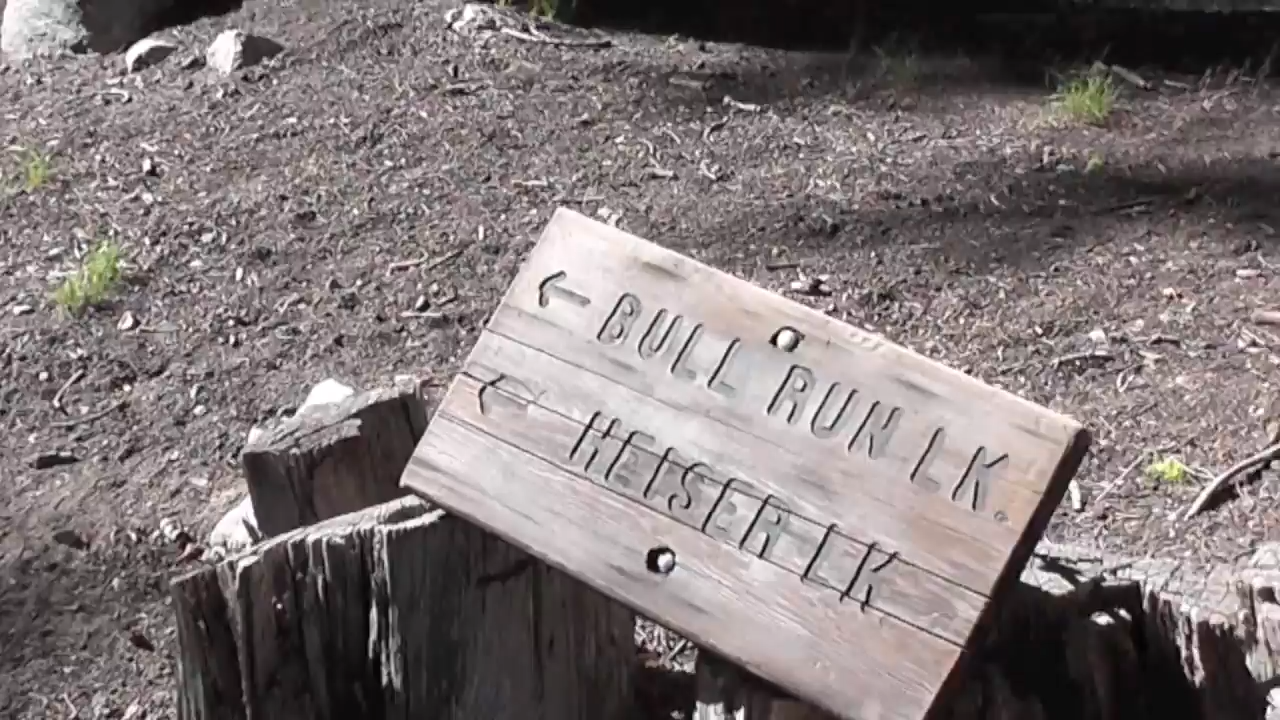 ← BULL RUN LK.
← HEISER LK